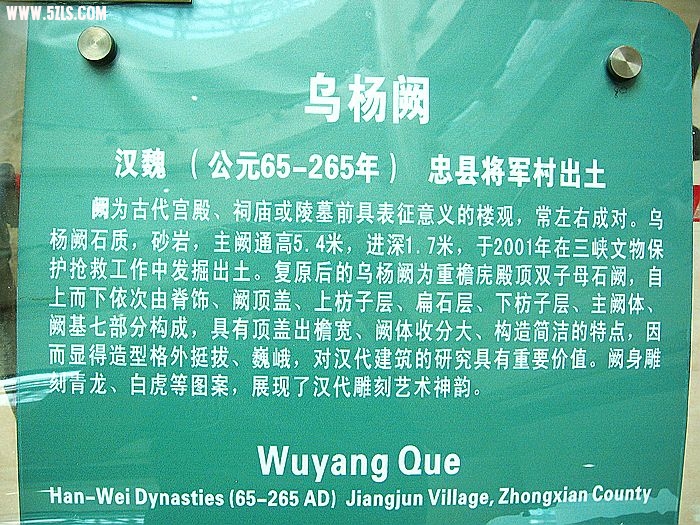 WWW.5ZLS.COM
乌杨阙
汉魏 （公元65-265年） 忠县将军村出土
阙为古代宫殿、祠庙或陵墓前具表征意义的楼观，常左右成对。乌
杨阙石质，砂岩，主阙通高5.4米，进深1.7米，于2001年在三峡文物保
护抢救工作中发掘出土。复原后的乌杨阙为重檐庑殿顶双子母石阙，自
上而下依次由脊饰、阙顶盖、上枋子层、扁石层、下枋子层、主阙体、
阙基七部分构成，具有顶盖出檐宽、阙体收分大、构造简洁的特点，因
而显得造型格外挺拔、巍峨，对汉代建筑的研究具有重要价值。阙身雕
刻青龙、白虎等图案，展现了汉代雕刻艺术神韵。
Wuyang Que
Han-Wei Dynasties (65-265 AD) Jiangjun Village, Zhongxian County